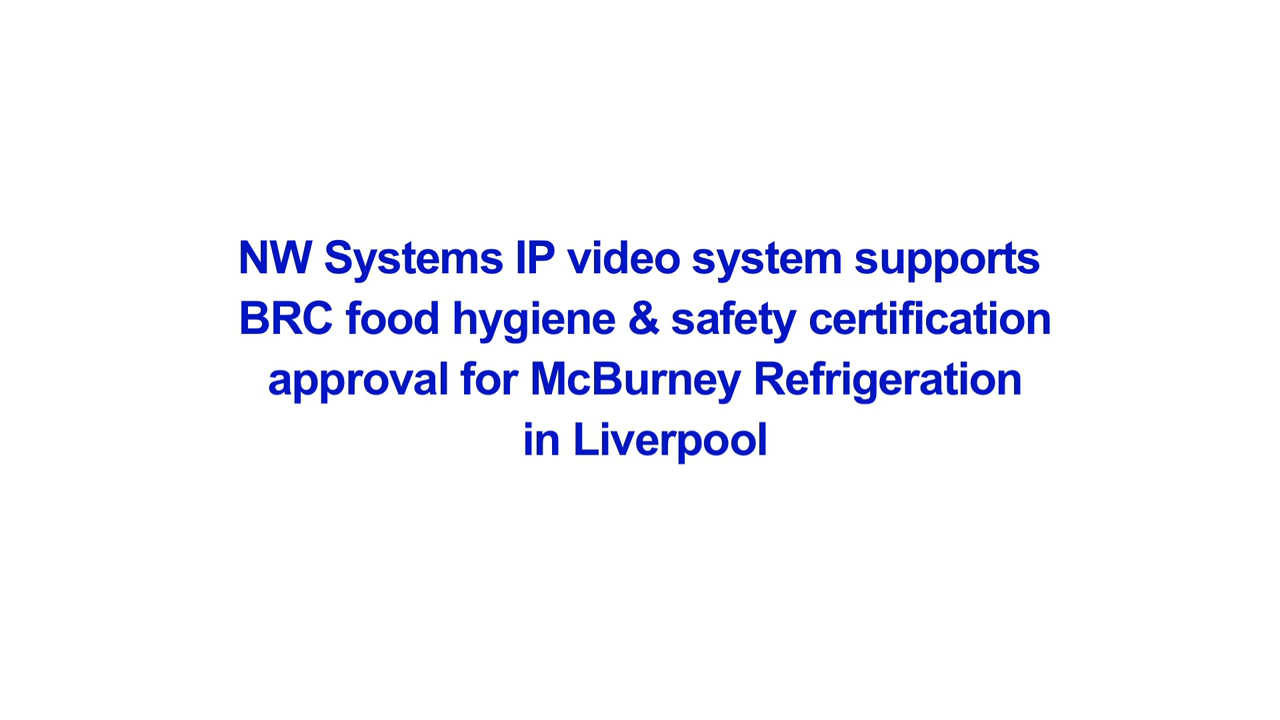 NW Systems IP video system supports
BRC food hygiene & safety certification
approval for McBurney Refrigeration
in Liverpool